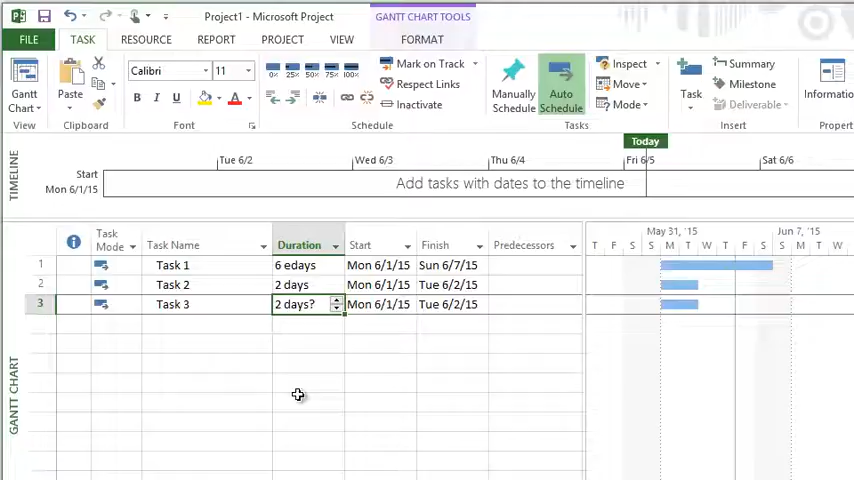 Project1 - Microsoft Project
GANTT CHART TOOLS
FILE TASK RESOURCE REPORT PROJECT VIEW FORMAT
Gantt Chart
View
Paste
Clipboard
Calibri 11
B I U A
Font
0% 25% 50% 75% 100%
Mark on Track
Respect Links
Inactivate
Schedule
Manually Schedule
Auto Schedule
Inspect
Move
Mode
Tasks
Task
Summary
Milestone
Deliverable
Insert
Information
Propert
TIMELINE
Today
Start
Mon 6/1/15
Tue 6/2 Wed 6/3 Thu 6/4 Fri 6/5 Sat 6/6
Add tasks with dates to the timeline
GANTT CHART
Task Mode Task Name Duration Start Finish Predecessors
May 31, '15 Jun 7, '15
T F S S M T W T F S S M T W
1 Task 1 6 edays Mon 6/1/15 Sun 6/7/15
2 Task 2 2 days Mon 6/1/15 Tue 6/2/15
3 Task 3 2 days? Mon 6/1/15 Tue 6/2/15